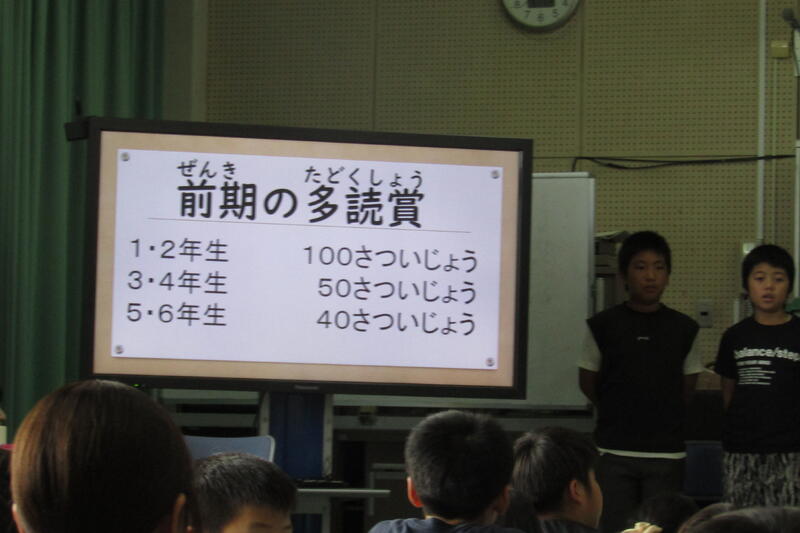 ぜんき たどくしょう
前期の多読賞
1・2年生 100さついじょう
3・4年生 50さついじょう
5・6年生 40さついじょう
balance/step